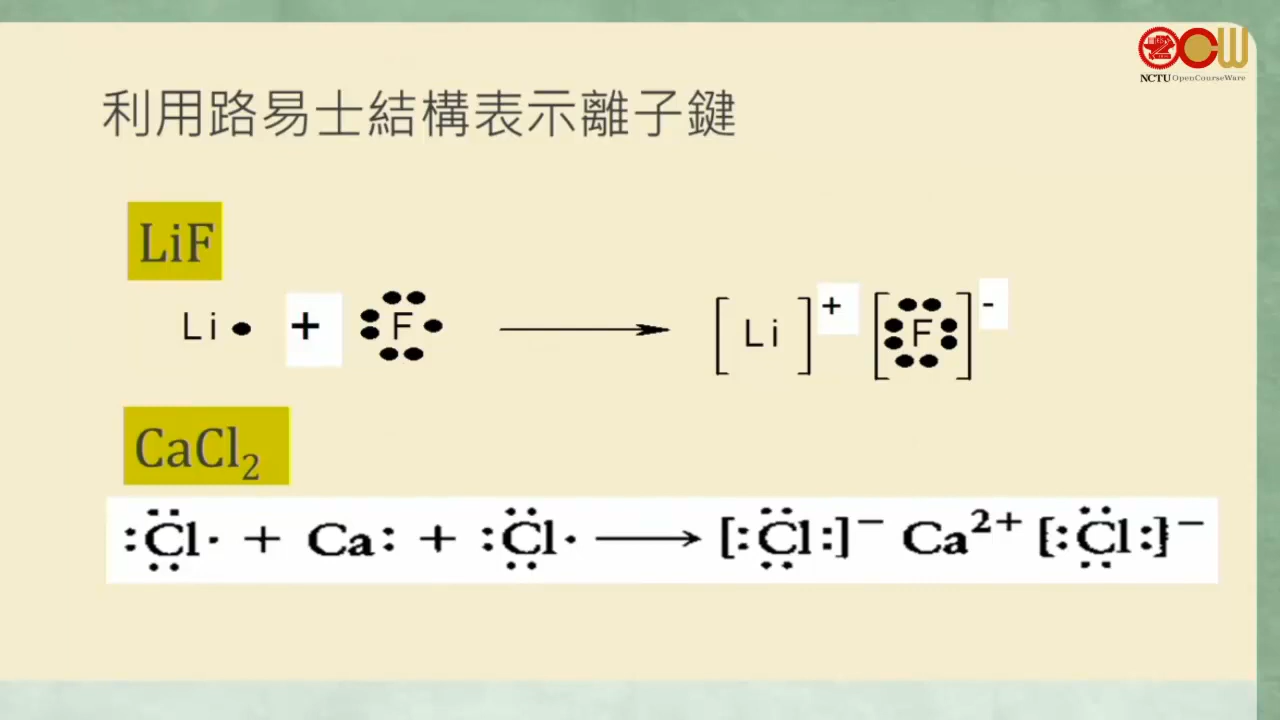 NCTU OpenCourseWare
利用路易士結構表示離子鍵
LiF
Li• + F → [Li]⁺ [F]⁻
CaCl₂
:Cl· + Ca: + :Cl· → [:Cl:]⁻ Ca²⁺ [:Cl:]⁻